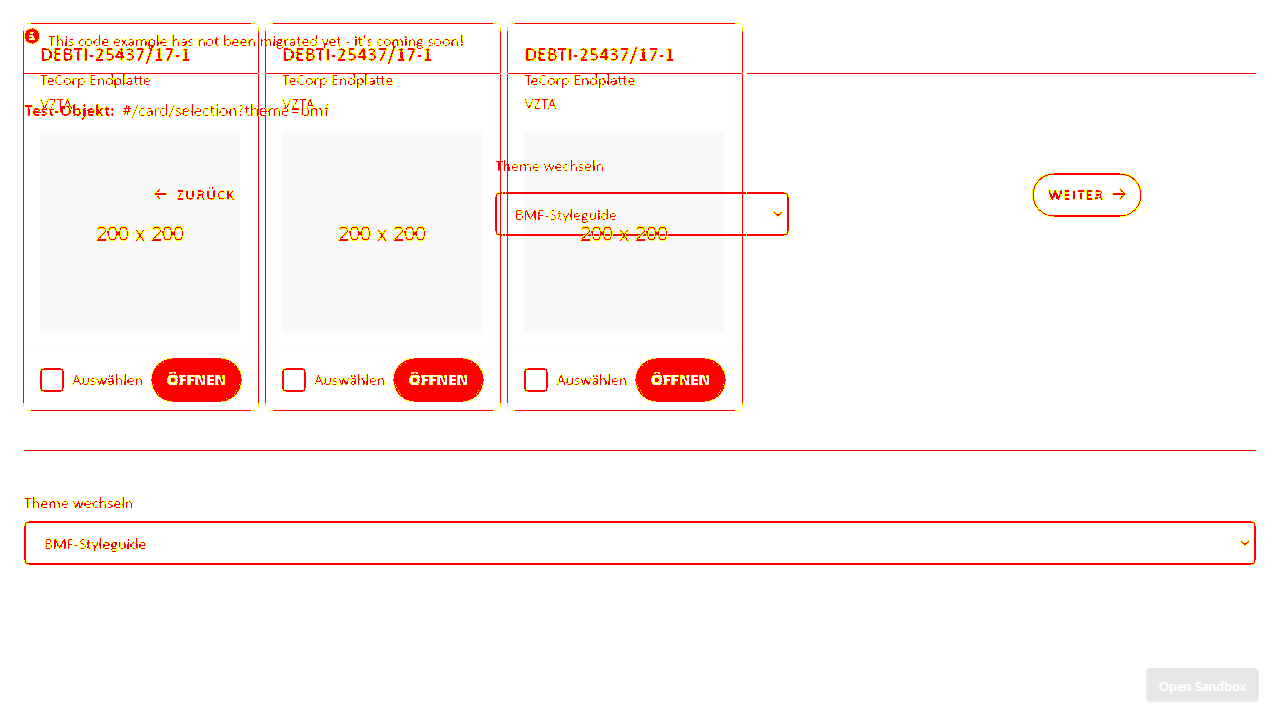 This code example has not been migrated yet - it's coming soon!
DEBTI-25437/17-1 DEBTI-25437/17-1 DEBTI-25437/17-1
TeCorp Endplatte TeCorp Endplatte TeCorp Endplatte
VZTA VZTA VZTA
Test-Objekt: #/card/selection?theme=bmf
Theme wechseln
← ZURÜCK WEITER →
BMF-Styleguide
200 x 200 200 x 200 200 x 200
Auswählen ÖFFNEN Auswählen ÖFFNEN Auswählen ÖFFNEN
Theme wechseln
BMF-Styleguide
Open Sandbox